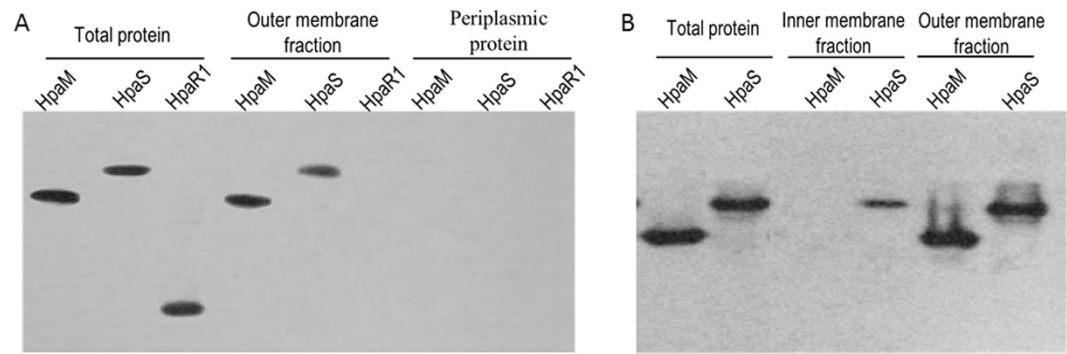 A
Total protein
Outer membrane
fraction
Periplasmic
protein
HpaM
HpaS
HpaR1
HpaM
HpaS
HpaR1
HpaM
HpaS
HpaR1
B
Total protein
Inner membrane
fraction
Outer membrane
fraction
HpaM
HpaS
HpaM
HpaS
HpaM
HpaS